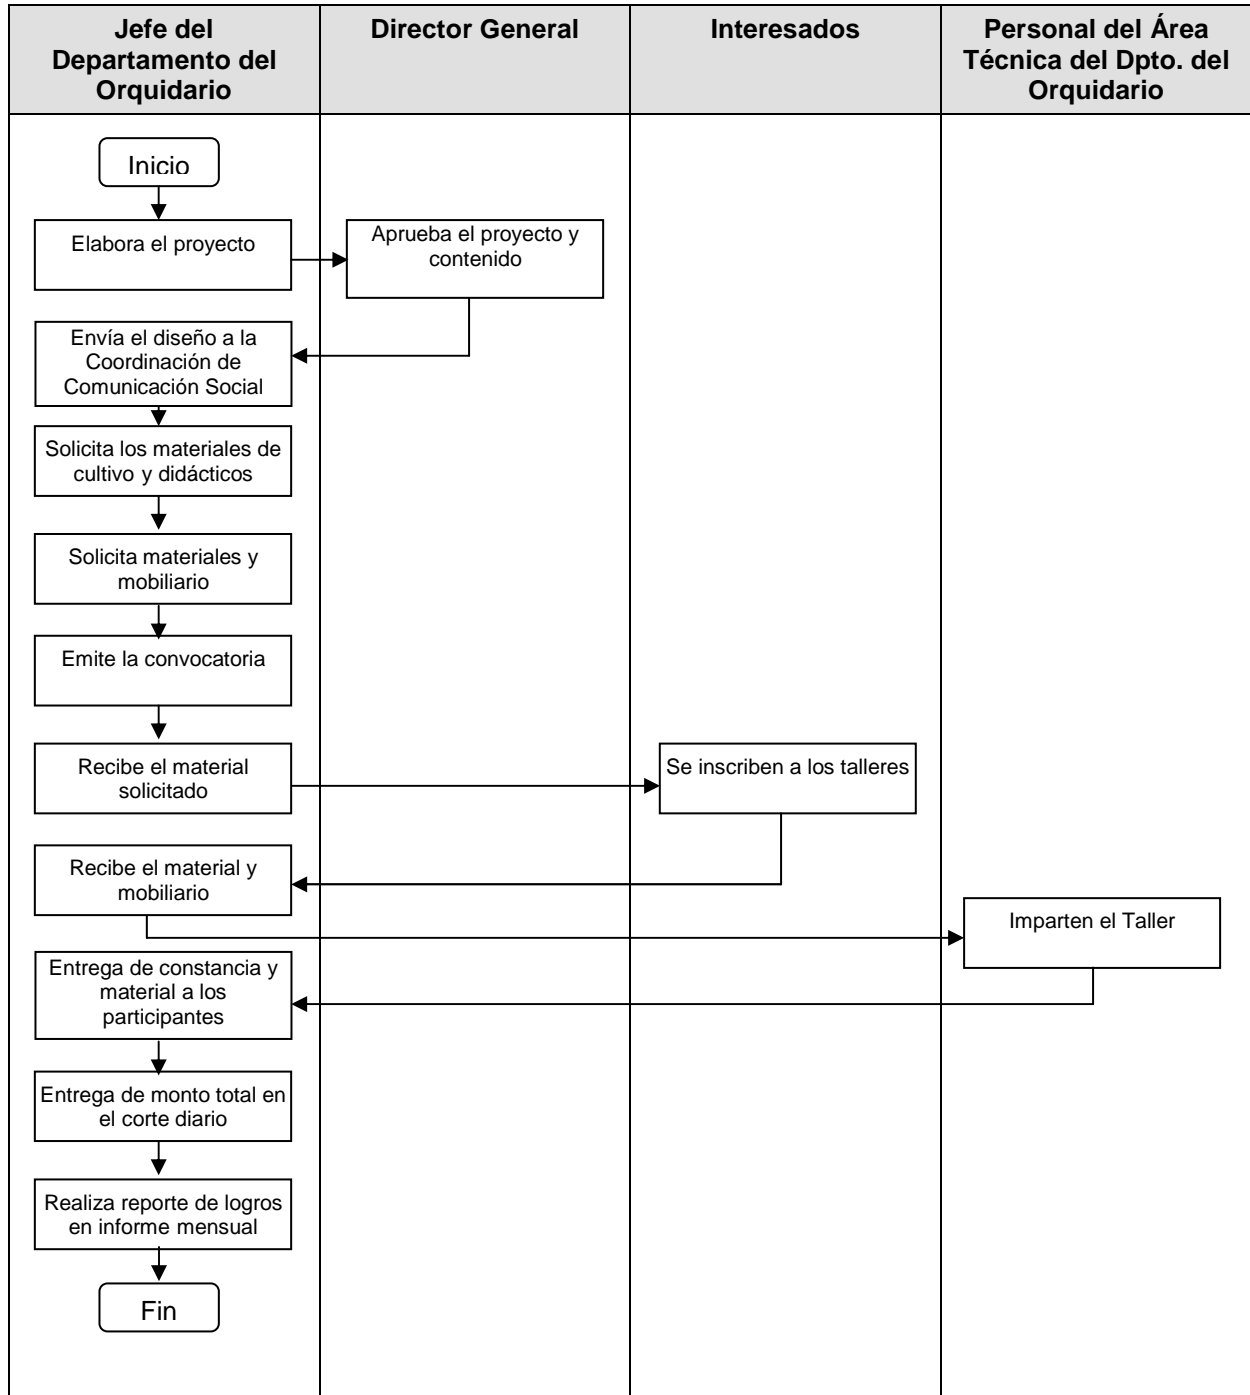 Jefe del
Departamento del
Orquidario
Director General
Interesados
Personal del Área
Técnica del Dpto. del
Orquidario
Inicio
Elabora el proyecto
Aprueba el proyecto y
contenido
Envía el diseño a la
Coordinación de
Comunicación Social
Solicita los materiales de
cultivo y didácticos
Solicita materiales y
mobiliario
Emite la convocatoria
Recibe el material
solicitado
Se inscriben a los talleres
Recibe el material y
mobiliario
Imparten el Taller
Entrega de constancia y
material a los
participantes
Entrega de monto total en
el corte diario
Realiza reporte de logros
en informe mensual
Fin